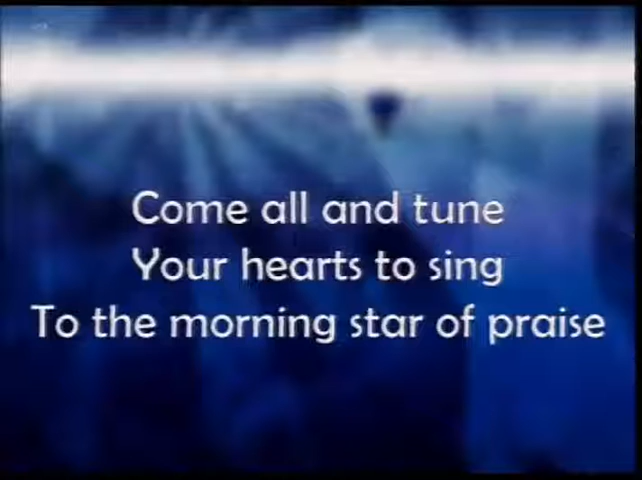 Come all and tune
Your hearts to sing
To the morning star of praise